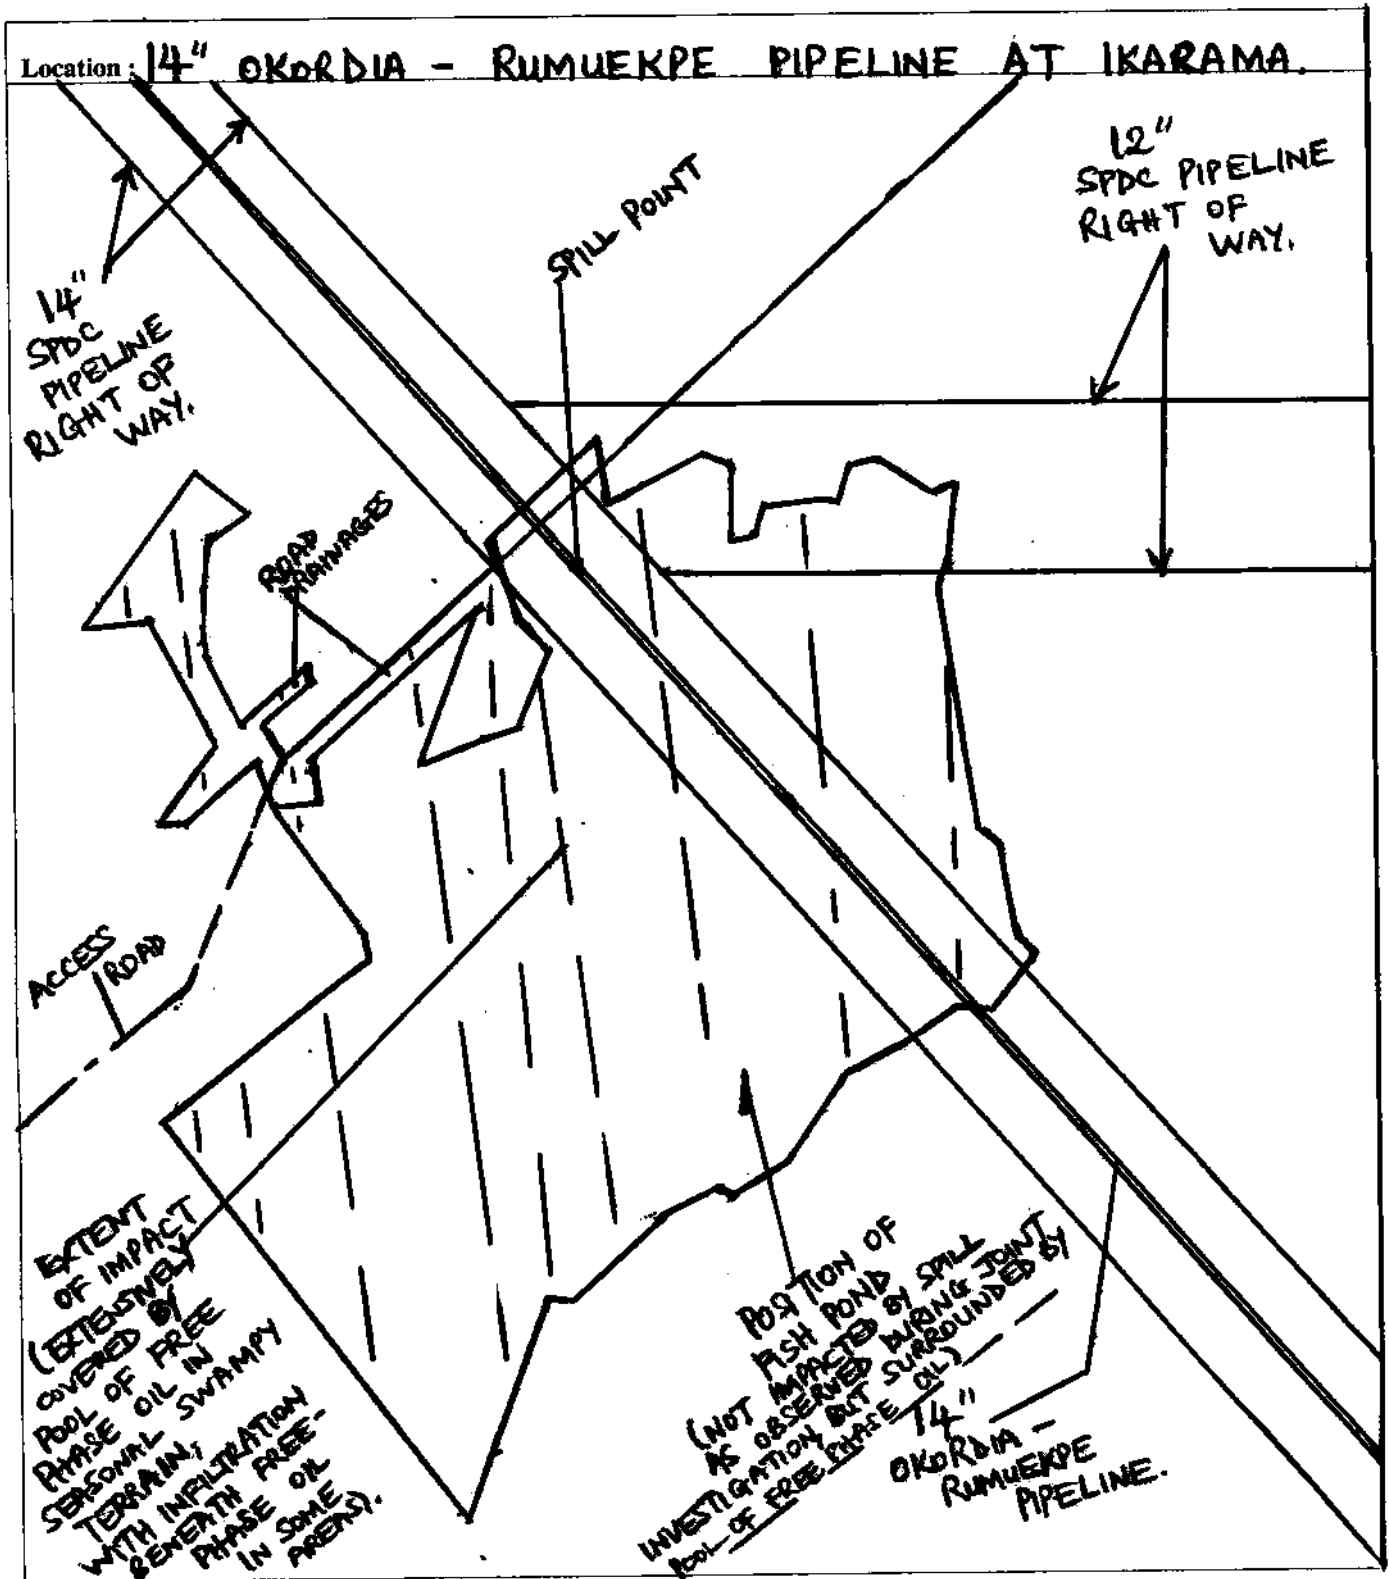 Location : 14" OKORDIA - RUMUEKPE PIPELINE AT IKARAMA.
12"
SPDC PIPELINE
RIGHT OF
WAY.
SPILL POINT
14"
SPDC
PIPELINE
RIGHT OF
WAY.
ROAD
DRAINAGES
ACCESS
ROAD
EXTENT
OF IMPACT
(EXTENSIVELY
COVERED BY
POOL OF FREE
PHASE OIL IN
SEASONAL SWAMPY
TERRAIN,
WITH INFILTRATION
BENEATH FREE-
PHASE OIL
IN SOME
AREAS).
POSITION OF
FISH POND
(NOT IMPACTED BY SPILL
AS OBSERVED DURING JOINT
INVESTIGATION BUT SURROUNDED BY
POOL OF FREE PHASE OIL)
14"
OKORDIA -
RUMUEKPE
PIPELINE.